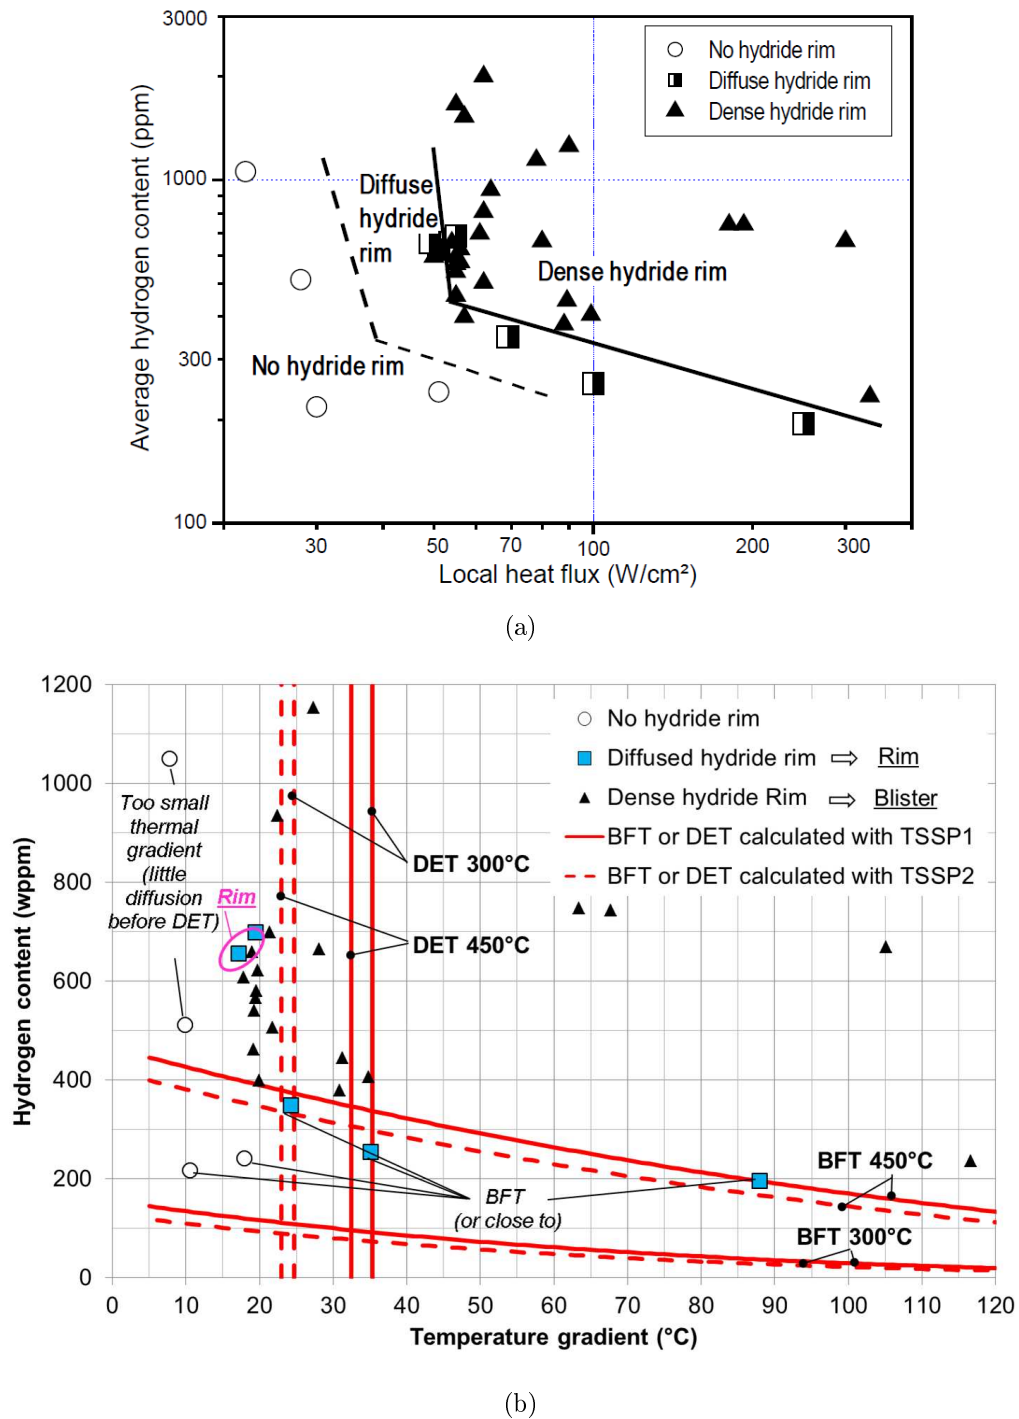 3000
1000
300
100
Average hydrogen content (ppm)
No hydride rim
Diffuse hydride rim
Dense hydride rim
Diffuse
hydride
rim
Dense hydride rim
No hydride rim
30
50
70
100
200
300
Local heat flux (W/cm²)
(a)
1200
1000
800
600
400
200
0
Hydrogen content (wppm)
No hydride rim
Diffused hydride rim ⇨ Rim
Dense hydride Rim ⇨ Blister
BFT or DET calculated with TSSP1
BFT or DET calculated with TSSP2
Too small
thermal
gradient
(little
diffusion
before DET)
Rim
DET 300°C
DET 450°C
BFT
(or close to)
BFT 450°C
BFT 300°C
0 10 20 30 40 50 60 70 80 90 100 110 120
Temperature gradient (°C)
(b)